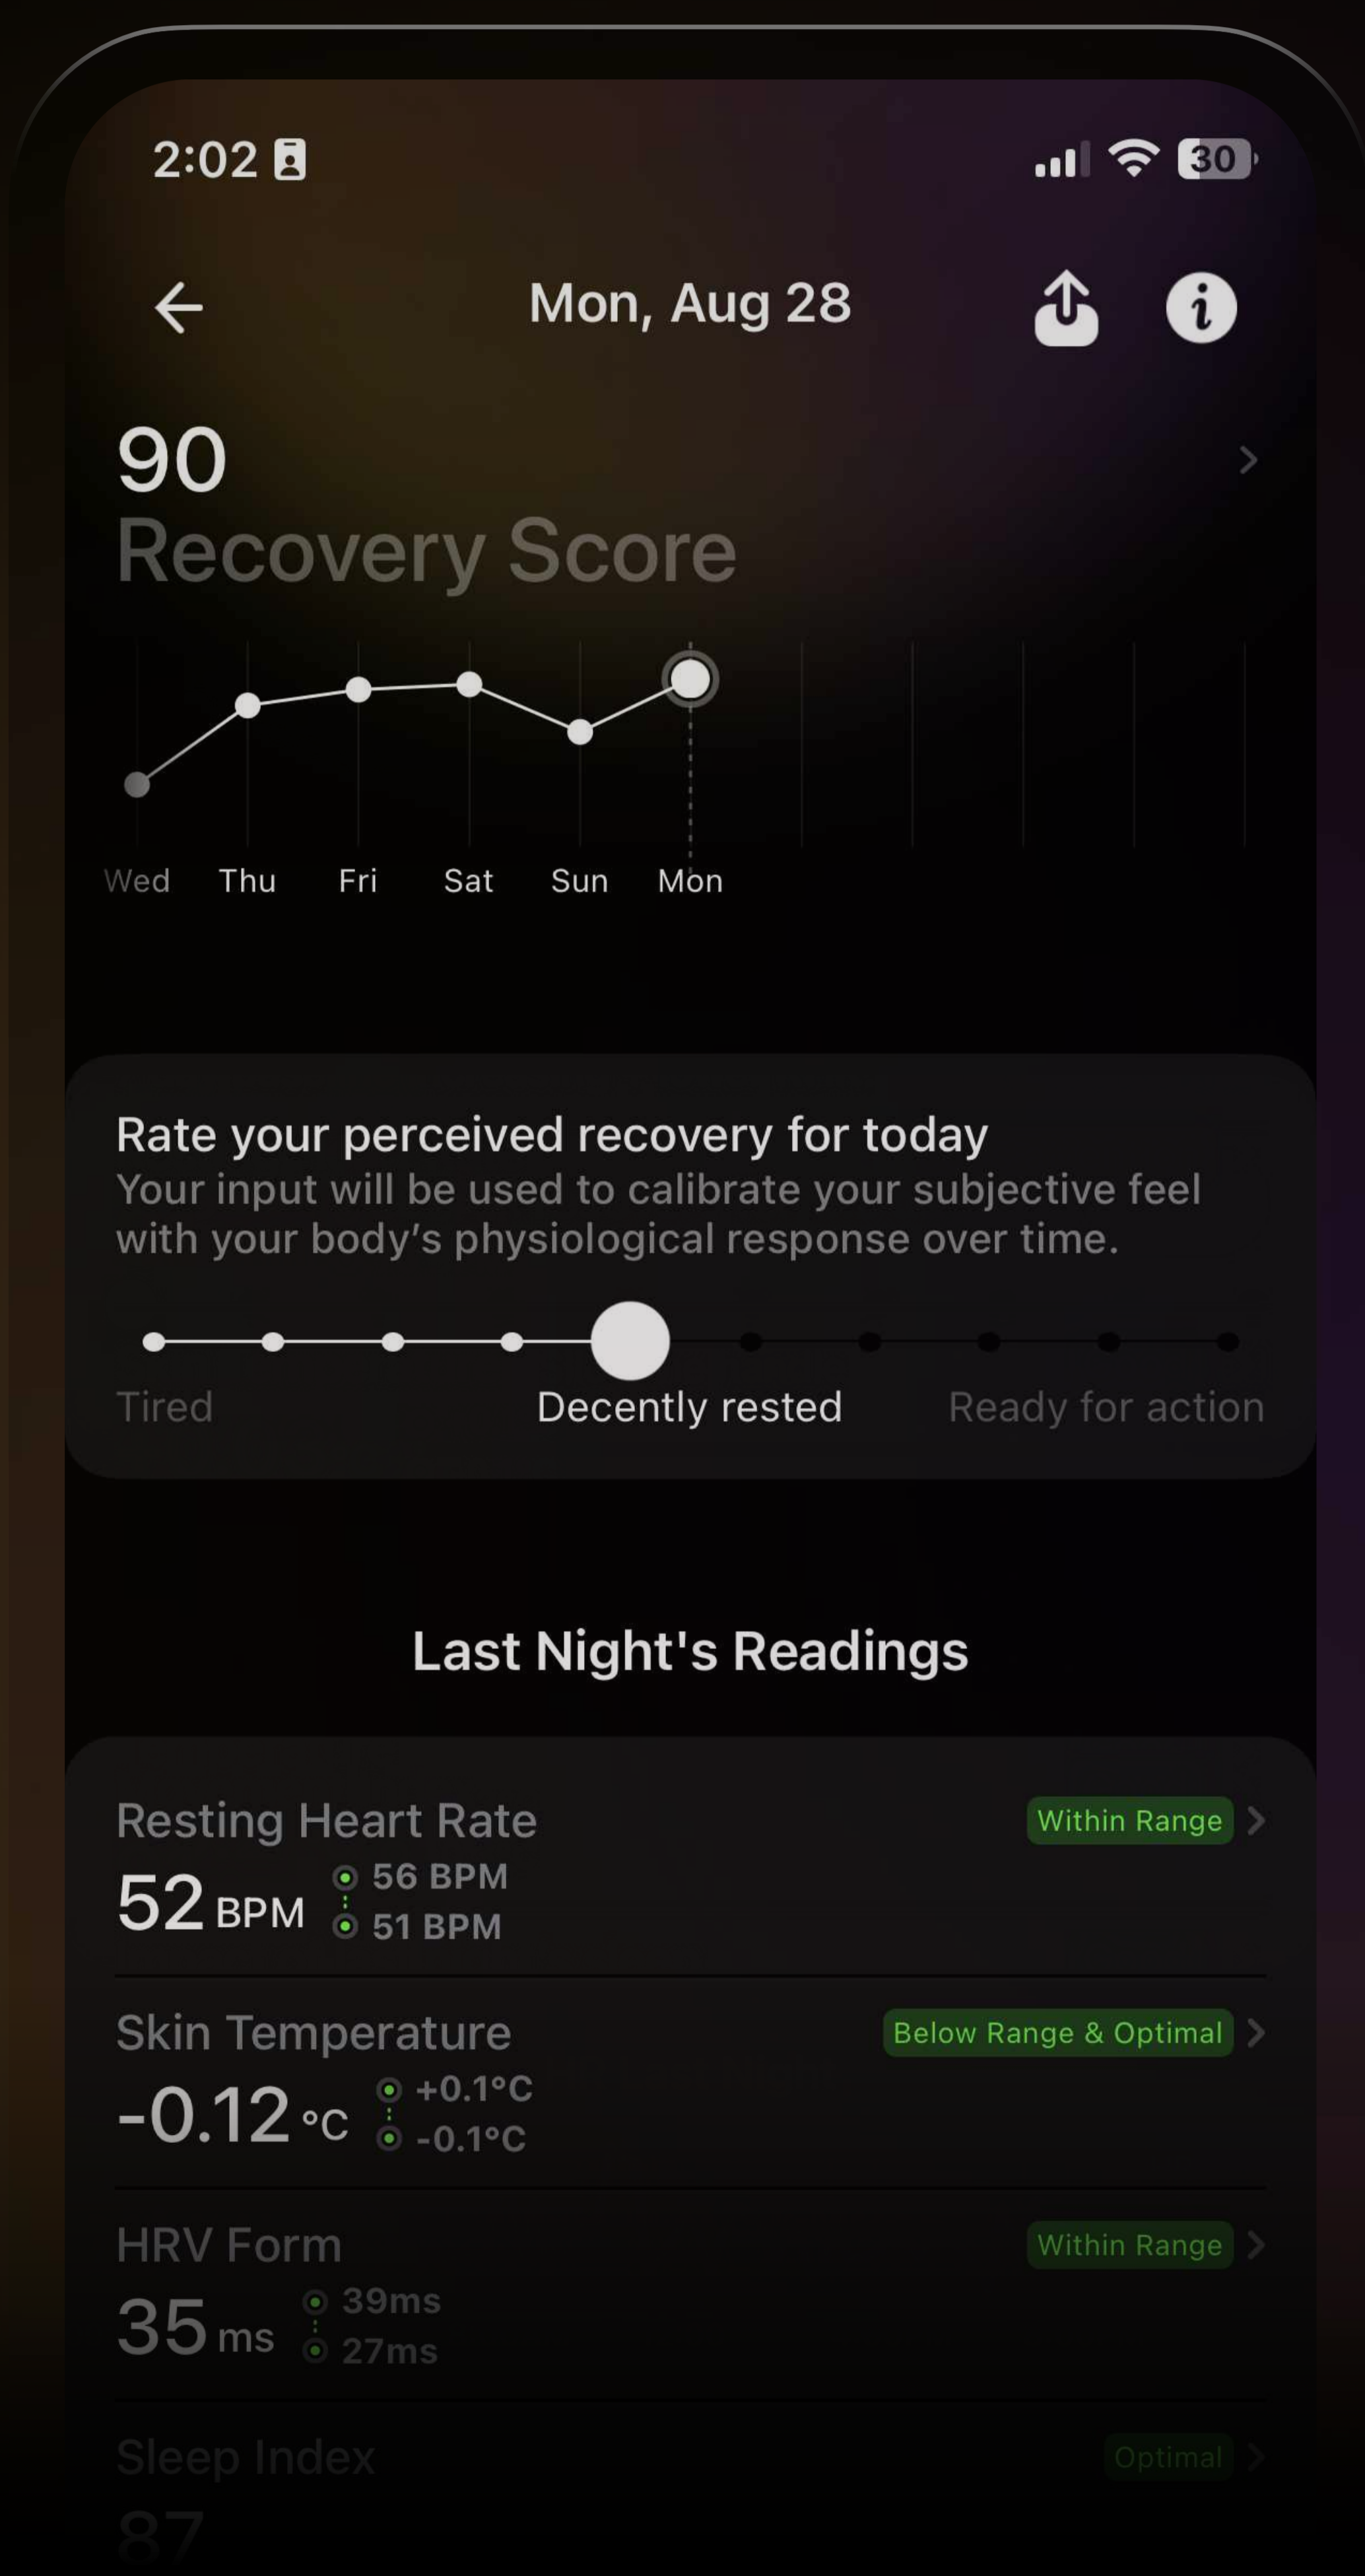 2:02
30
Mon, Aug 28
i
90
Recovery Score
Wed Thu Fri Sat Sun Mon
Rate your perceived recovery for today
Your input will be used to calibrate your subjective feel
with your body’s physiological response over time.
Tired Decently rested Ready for action
Last Night's Readings
Resting Heart Rate Within Range
52 BPM
56 BPM
51 BPM
Skin Temperature Below Range & Optimal
-0.12 °C
+0.1°C
-0.1°C
HRV Form Within Range
35 ms
39ms
27ms
Sleep Index Optimal
87